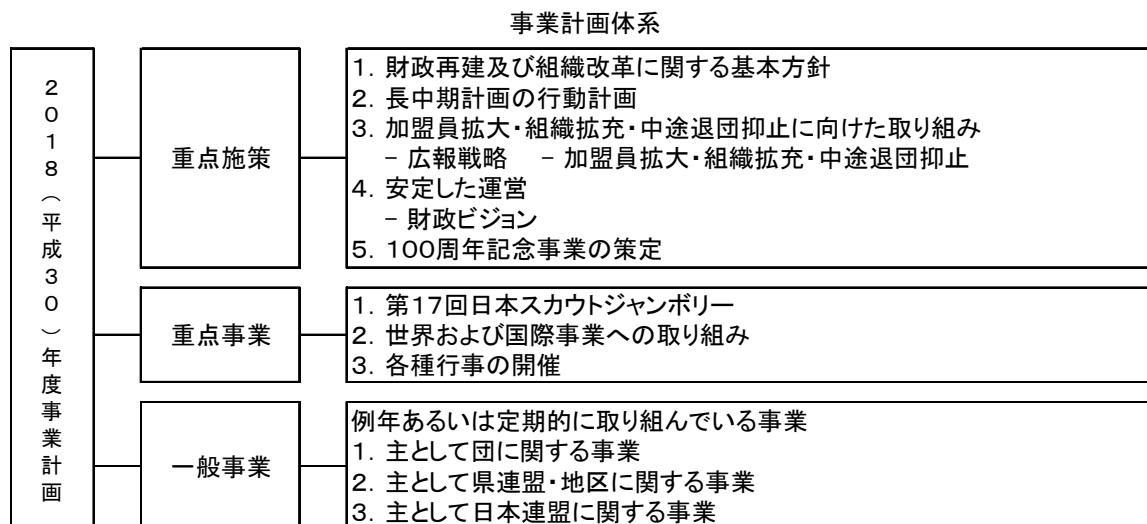 事業計画体系
2018（平成30）年度事業計画
重点施策
1．財政再建及び組織改革に関する基本方針
2．長中期計画の行動計画
3．加盟員拡大・組織拡充・中途退団抑止に向けた取り組み
－ 広報戦略　－ 加盟員拡大・組織拡充・中途退団抑止
4．安定した運営
－ 財政ビジョン
5．100周年記念事業の策定
重点事業
1．第17回日本スカウトジャンボリー
2．世界および国際事業への取り組み
3．各種行事の開催
一般事業
例年あるいは定期的に取り組んでいる事業
1．主として団に関する事業
2．主として県連盟・地区に関する事業
3．主として日本連盟に関する事業